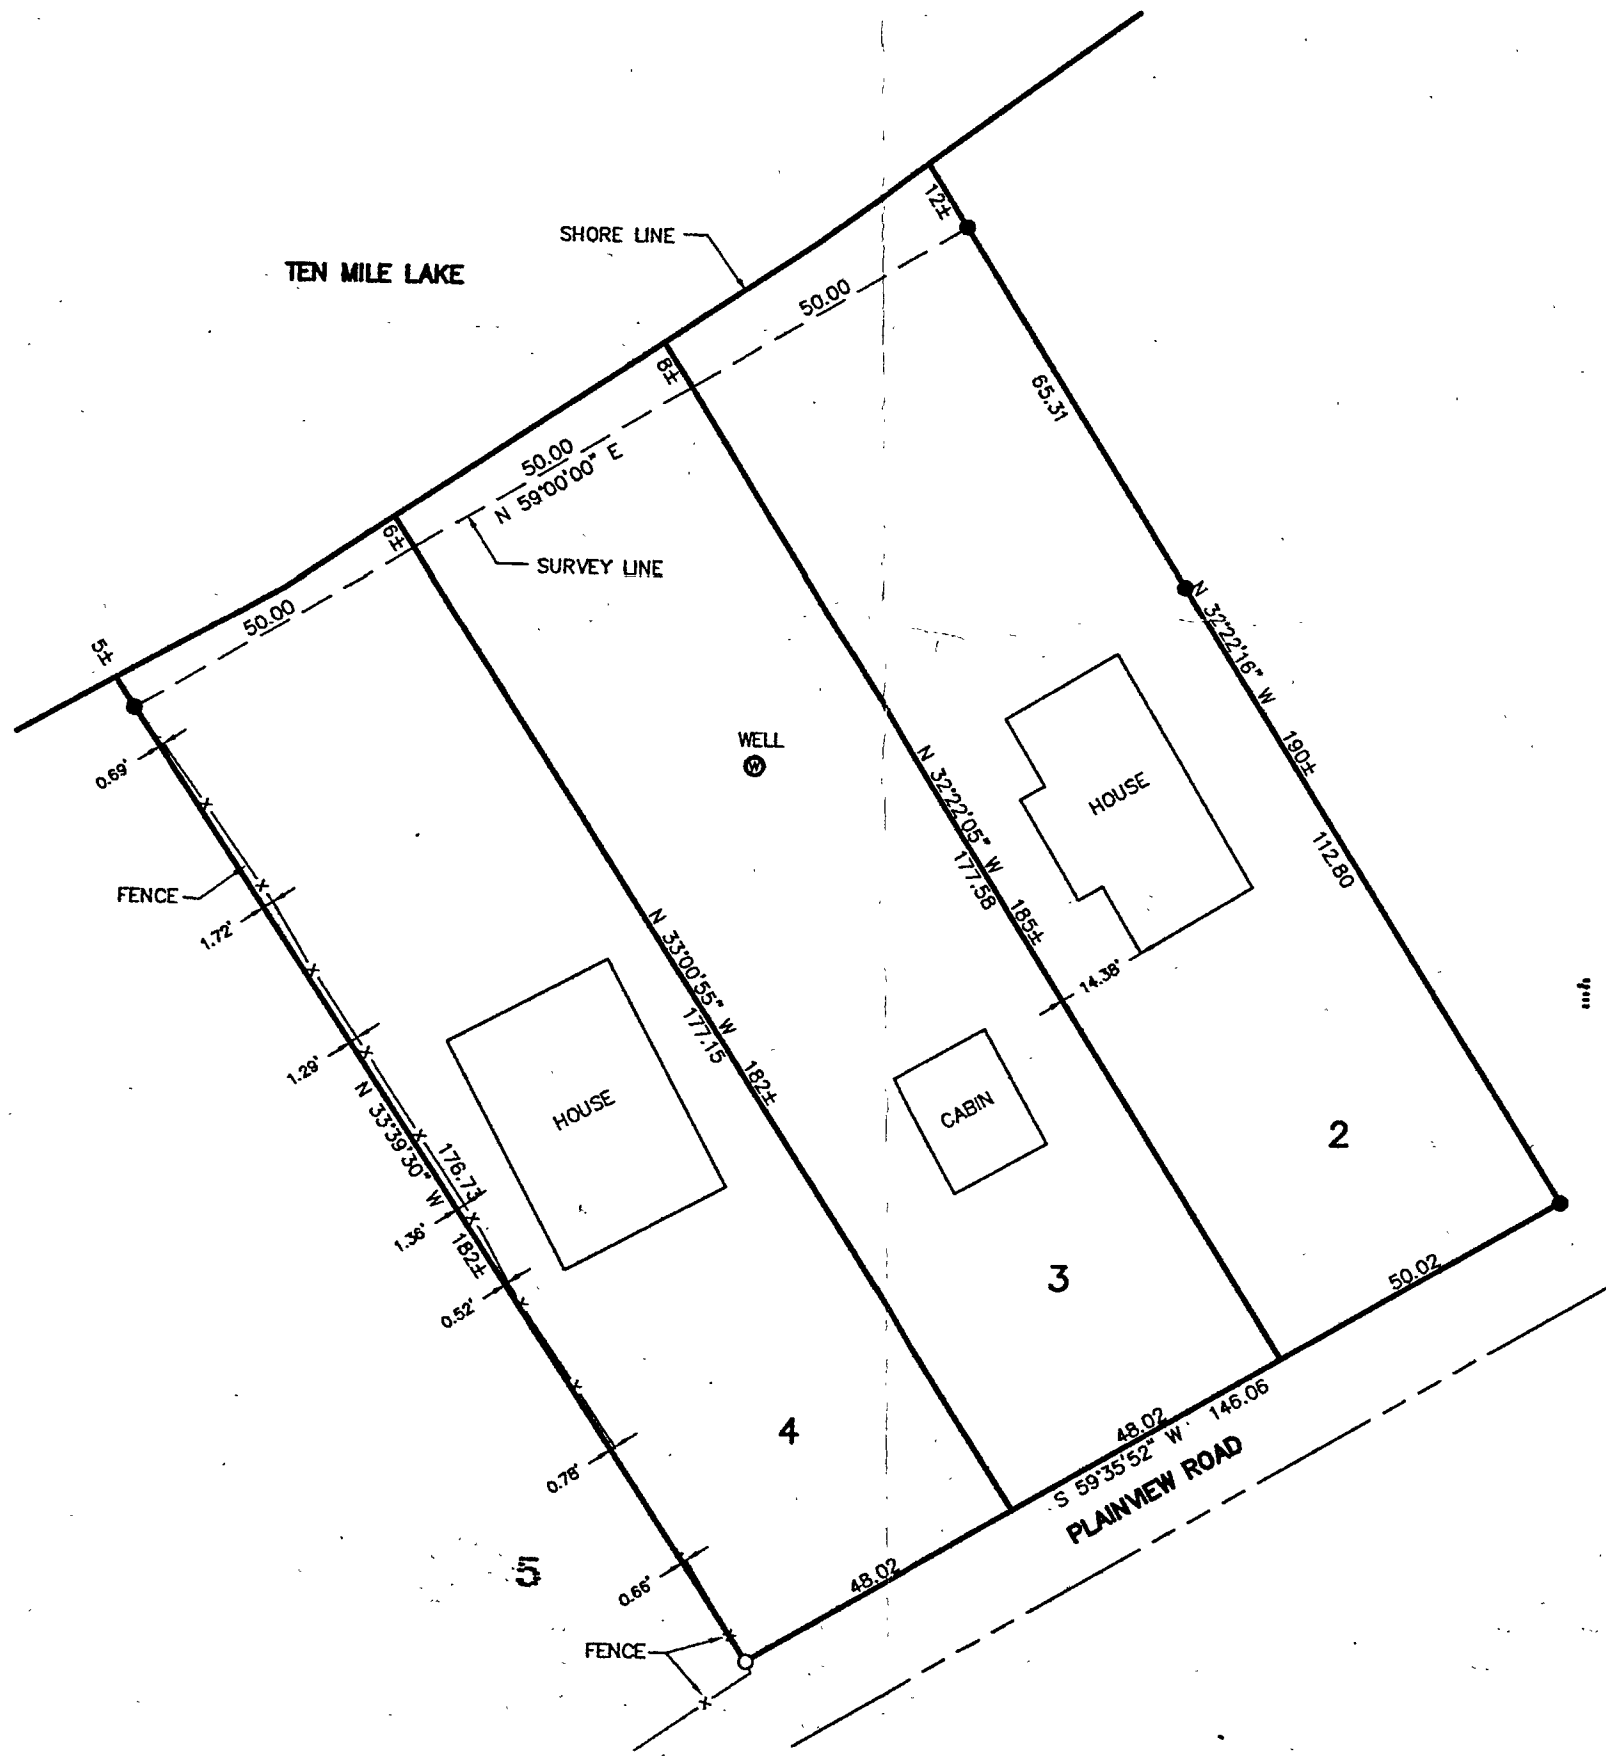 12±
SHORE LINE
TEN MILE LAKE
50.00
8±
65.31
50.00
N 59°00'00" E
6±
SURVEY LINE
50.00
5±
N 32°22'16" W
190±
112.80
WELL
W
0.69'
HOUSE
N 32°22'05" W
177.58
185±
FENCE
1.72'
N 33°00'55" W
177.15
182±
14.38'
1.29'
HOUSE
CABIN
2
N 33°39'30" W
176.73
182±
1.36'
0.52'
3
50.02
4
48.02
146.06
S 59°35'52" W
PLAINVIEW ROAD
0.78'
5
0.66'
48.02
FENCE